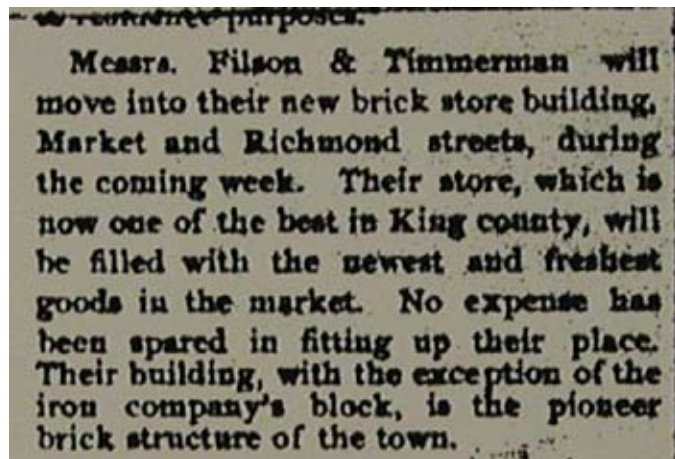 purposes.
Messrs. Filson & Timmerman will
move into their new brick store building,
Market and Richmond streets, during
the coming week. Their store, which is
now one of the best in King county, will
be filled with the newest and freshest
goods in the market. No expense has
been spared in fitting up their place.
Their building, with the exception of the
iron company's block, is the pioneer
brick structure of the town.